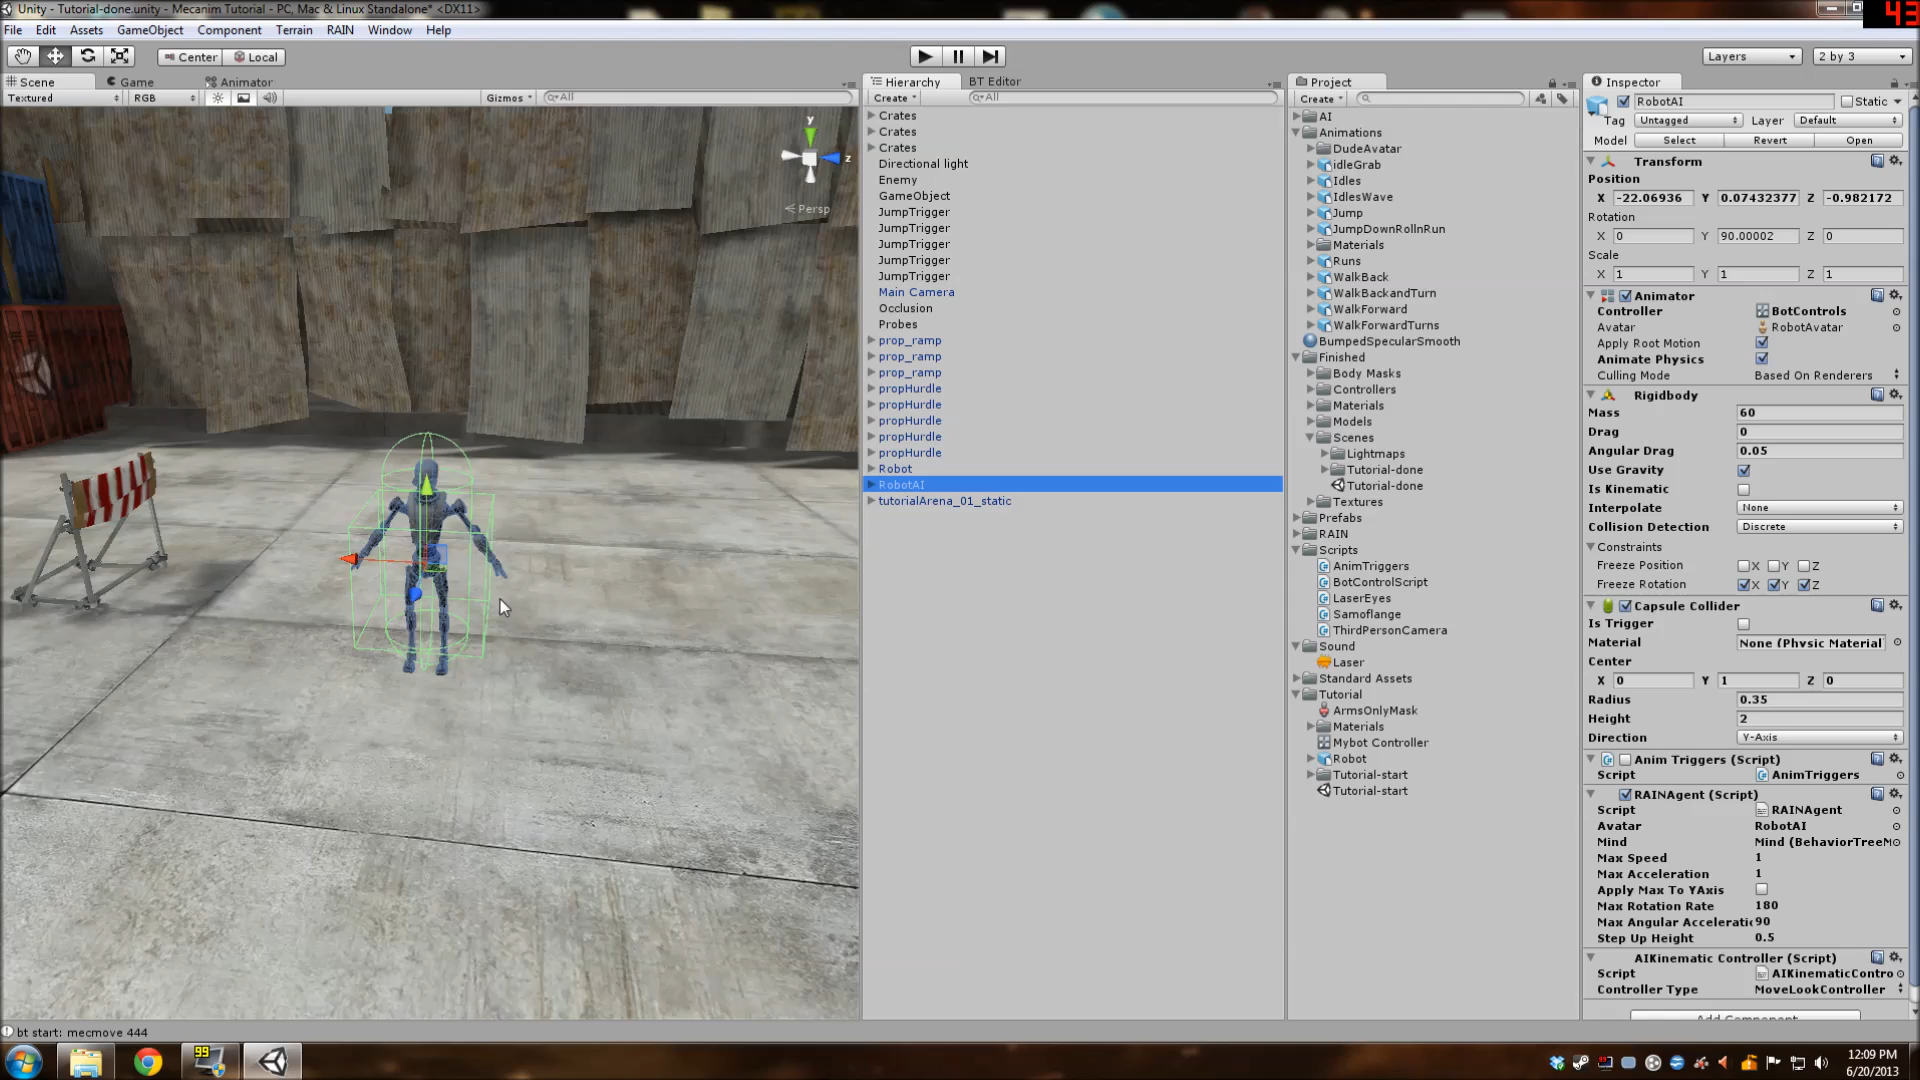 Unity - Tutorial-done.unity - Mecanim Tutorial - PC, Mac & Linux Standalone* <DX11>
43
File Edit Assets GameObject Component Terrain RAIN Window Help
Center Local
Layers 2 by 3
Scene Game Animator
Textured RGB Gizmos All
y
z
Persp
Hierarchy BT Editor
Create All
Crates
Crates
Crates
Directional light
Enemy
GameObject
JumpTrigger
JumpTrigger
JumpTrigger
JumpTrigger
JumpTrigger
Main Camera
Occlusion
Probes
prop_ramp
prop_ramp
prop_ramp
propHurdle
propHurdle
propHurdle
propHurdle
propHurdle
Robot
RobotAI
tutorialArena_01_static
Project
Create
AI
Animations
DudeAvatar
idleGrab
Idles
IdlesWave
Jump
JumpDownRollnRun
Materials
Runs
WalkBack
WalkBackandTurn
WalkForward
WalkForwardTurns
BumpedSpecularSmooth
Finished
Body Masks
Controllers
Materials
Models
Scenes
Lightmaps
Tutorial-done
Tutorial-done
Textures
Prefabs
RAIN
Scripts
AnimTriggers
BotControlScript
LaserEyes
Samoflange
ThirdPersonCamera
Sound
Laser
Standard Assets
Tutorial
ArmsOnlyMask
Materials
Mybot Controller
Robot
Tutorial-start
Tutorial-start
Inspector
RobotAI Static
Tag Untagged Layer Default
Model Select Revert Open
Transform
Position
X -22.06936 Y 0.07432377 Z -0.982172
Rotation
X 0 Y 90.00002 Z 0
Scale
X 1 Y 1 Z 1
Animator
Controller BotControls
Avatar RobotAvatar
Apply Root Motion
Animate Physics
Culling Mode Based On Renderers
Rigidbody
Mass 60
Drag 0
Angular Drag 0.05
Use Gravity
Is Kinematic
Interpolate None
Collision Detection Discrete
Constraints
Freeze Position X Y Z
Freeze Rotation X Y Z
Capsule Collider
Is Trigger
Material None (Physic Material
Center
X 0 Y 1 Z 0
Radius 0.35
Height 2
Direction Y-Axis
Anim Triggers (Script)
Script AnimTriggers
RAINAgent (Script)
Script RAINAgent
Avatar RobotAI
Mind Mind (BehaviorTreeM
Max Speed 1
Max Acceleration 1
Apply Max To YAxis
Max Rotation Rate 180
Max Angular Acceleratic 90
Step Up Height 0.5
AIKinematic Controller (Script)
Script AIKinematicContro
Controller Type MoveLookController
Add Component
bt start: mecmove 444
99
12:09 PM
6/20/2013